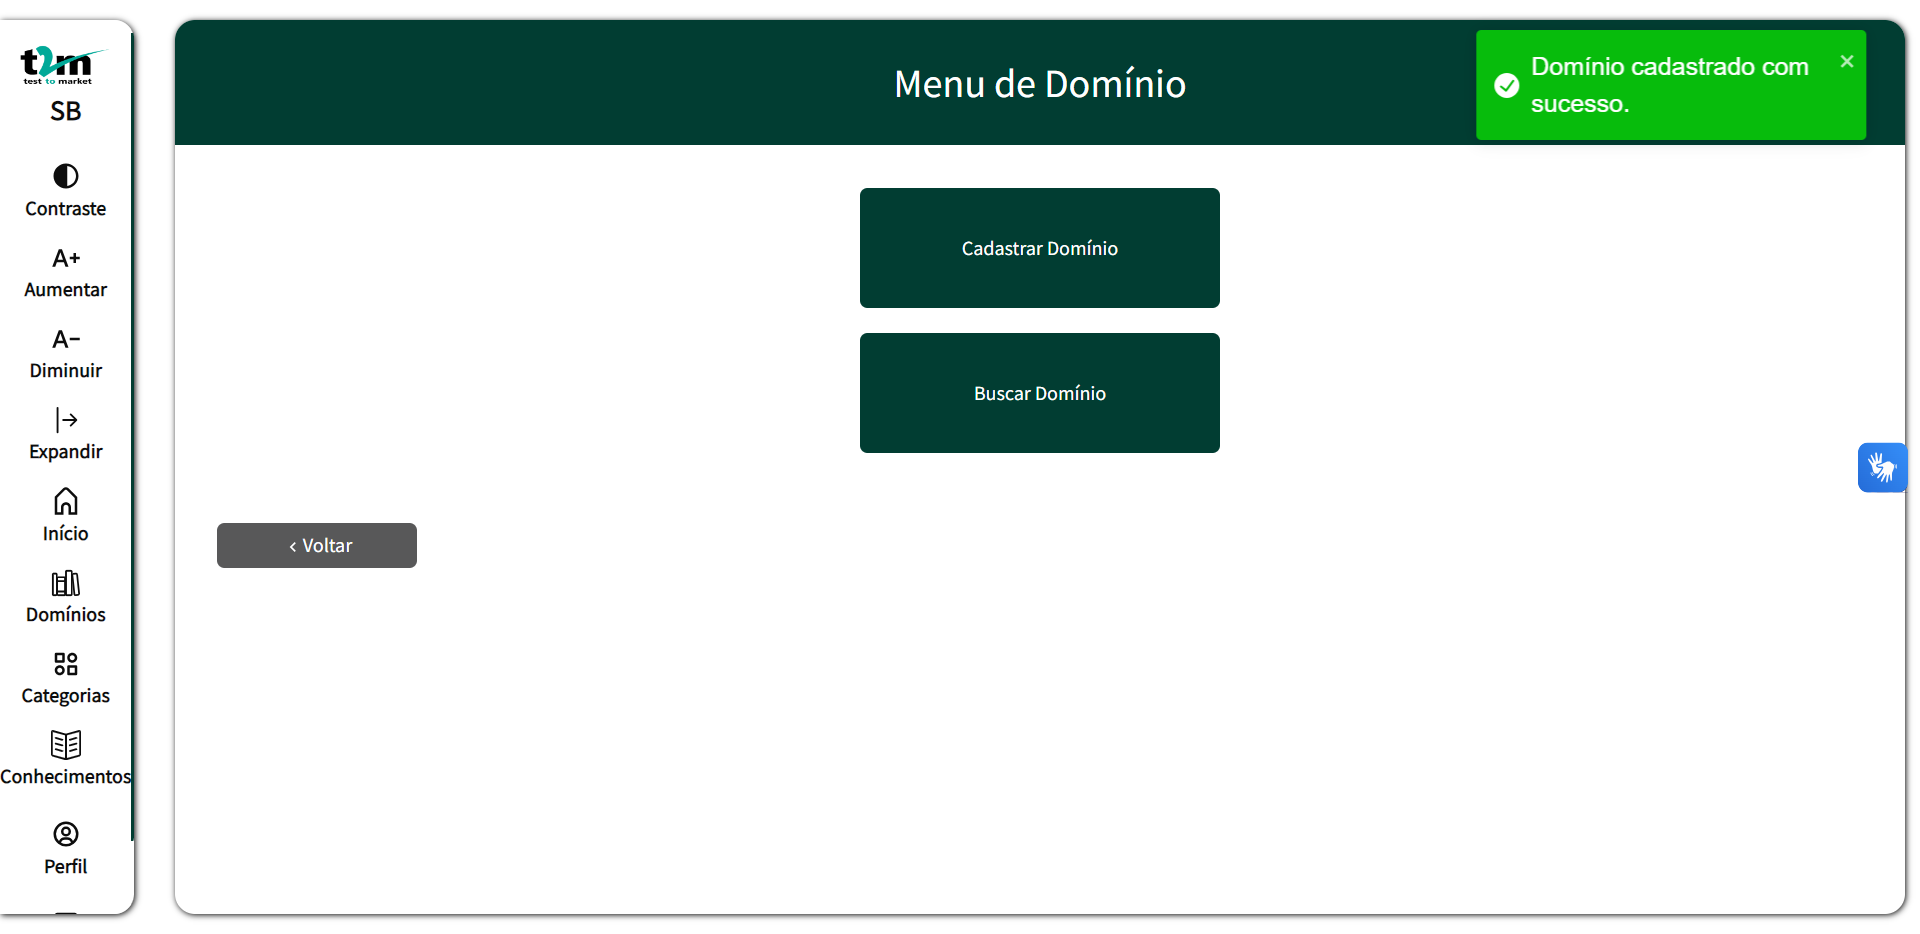 t2m
test to market
SB
Contraste
A+
Aumentar
A-
Diminuir
Expandir
Início
Domínios
Categorias
Conhecimentos
Perfil
Menu de Domínio
Domínio cadastrado com
sucesso.
Cadastrar Domínio
Buscar Domínio
‹ Voltar